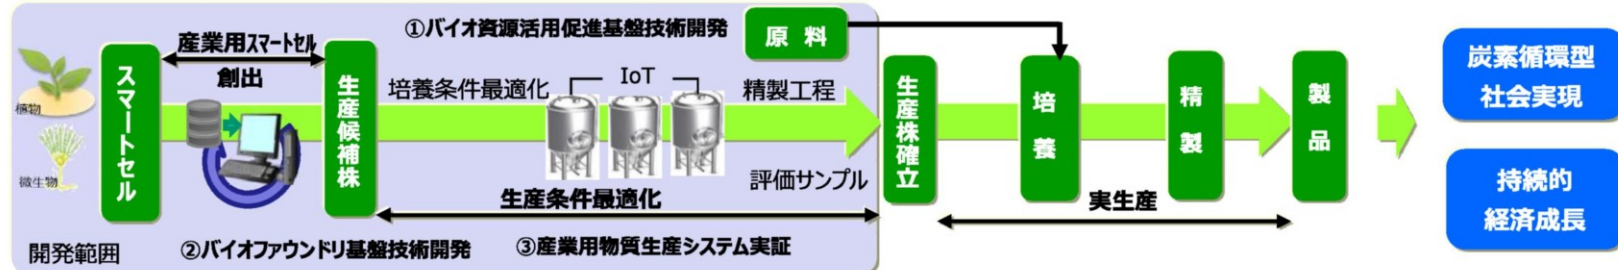 ①バイオ資源活用促進基盤技術開発
原料
産業用スマートセル
創出
植物
微生物
スマートセル
生産候補株
培養条件最適化
IoT
精製工程
評価サンプル
生産条件最適化
生産株確立
培養
精製
製品
実生産
炭素循環型
社会実現
持続的
経済成長
開発範囲
②バイオファウンドリ基盤技術開発
③産業用物質生産システム実証